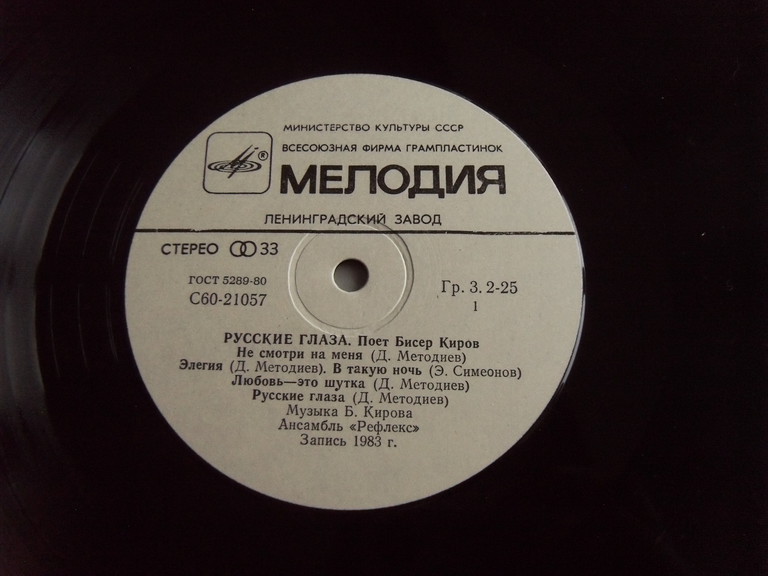 МИНИСТЕРСТВО КУЛЬТУРЫ СССР
ВСЕСОЮЗНАЯ ФИРМА ГРАМПЛАСТИНОК
® МЕЛОДИЯ
ЛЕНИНГРАДСКИЙ ЗАВОД
СТЕРЕО 33
ГОСТ 5289-80
С60-21057
Гр. 3. 2-25
1
РУССКИЕ ГЛАЗА. Поет Бисер Киров
Не смотри на меня (Д. Методиев)
Элегия (Д. Методиев). В такую ночь (Э. Симеонов)
Любовь—это шутка (Д. Методиев)
Русские глаза (Д. Методиев)
Музыка Б. Кирова
Ансамбль «Рефлекс»
Запись 1983 г.